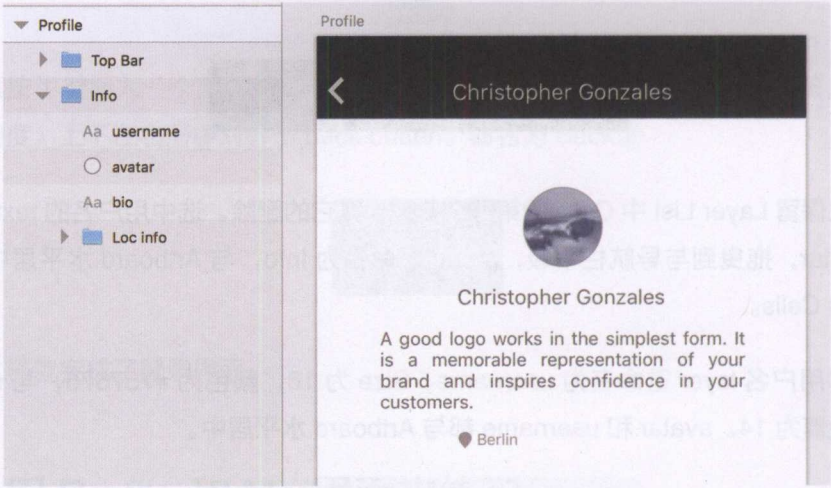 Profile
Top Bar
Info
Aa username
avatar
Aa bio
Loc info
Profile
Christopher Gonzales
Christopher Gonzales
A good logo works in the simplest form. It
is a memorable representation of your
brand and inspires confidence in your
customers.
Berlin